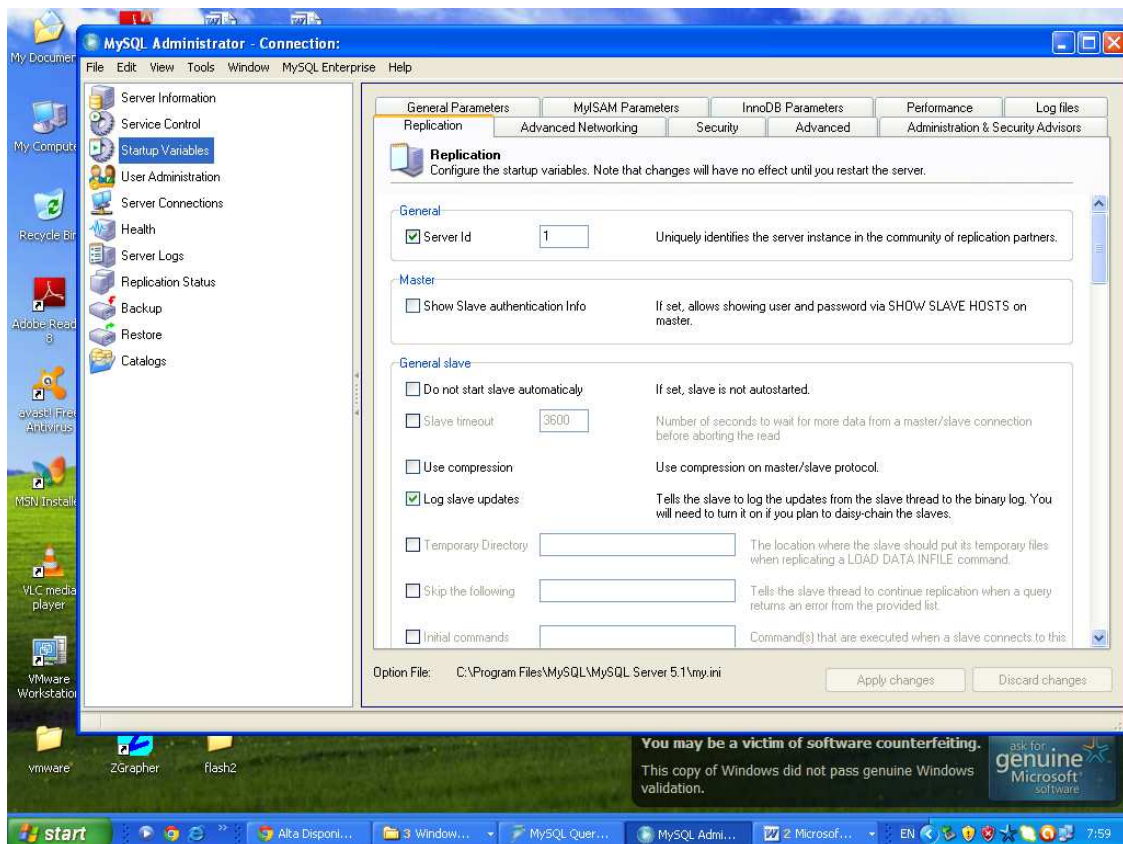 MySQL Administrator - Connection:
File Edit View Tools Window MySQL Enterprise Help
My Documen
My Compute
Recycle Bin
Adobe Read
8
avast! Free
Antivirus
MSN Installe
VLC media
player
VMware
Workstation
vmware
ZGrapher
flash2
Server Information
Service Control
Startup Variables
User Administration
Server Connections
Health
Server Logs
Replication Status
Backup
Restore
Catalogs
General Parameters MyISAM Parameters InnoDB Parameters Performance Log files
Replication Advanced Networking Security Advanced Administration & Security Advisors
Replication
Configure the startup variables. Note that changes will have no effect until you restart the server.
General
Server Id 1 Uniquely identifies the server instance in the community of replication partners.
Master
Show Slave authentication Info If set, allows showing user and password via SHOW SLAVE HOSTS on
master.
General slave
Do not start slave automaticaly If set, slave is not autostarted.
Slave timeout 3600 Number of seconds to wait for more data from a master/slave connection
before aborting the read
Use compression Use compression on master/slave protocol.
Log slave updates Tells the slave to log the updates from the slave thread to the binary log. You
will need to turn it on if you plan to daisy-chain the slaves.
Temporary Directory The location where the slave should put its temporary files
when replicating a LOAD DATA INFILE command.
Skip the following Tells the slave thread to continue replication when a query
returns an error from the provided list.
Initial commands Command(s) that are executed when a slave connects to this
Option File: C:\Program Files\MySQL\MySQL Server 5.1\my.ini
Apply changes Discard changes
You may be a victim of software counterfeiting.
This copy of Windows did not pass genuine Windows
validation.
ask for
genuine
Microsoft
software
start Alta Disponi... 3 Window... MySQL Quer... MySQL Admi... 2 Microsof... EN 7:59